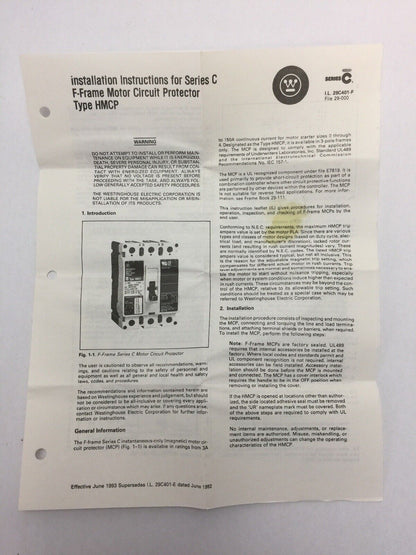 Installation Instructions for Series C
F-Frame Motor Circuit Protector
Type HMCP
W
SERIES C
I.L. 29C401-F
File 29-000
WARNING
DO NOT ATTEMPT TO INSTALL OR PERFORM MAIN-
TENANCE ON EQUIPMENT WHILE IT IS ENERGIZED.
DEATH, SEVERE PERSONAL INJURY, OR SUBSTAN-
TIAL PROPERTY DAMAGE CAN RESULT FROM CON-
TACT WITH ENERGIZED EQUIPMENT. ALWAYS
VERIFY THAT NO VOLTAGE IS PRESENT BEFORE
PROCEEDING WITH THE TASK, AND ALWAYS FOL-
LOW GENERALLY ACCEPTED SAFETY PROCEDURES.
THE WESTINGHOUSE ELECTRIC CORPORATION IS
NOT LIABLE FOR THE MISAPPLICATION OR MISIN-
STALLATION OF ITS PRODUCTS.
1. Introduction
Fig. 1-1. F-Frame Series C Motor Circuit Protector
The user is cautioned to observe all recommendations, warn-
ings, and cautions relating to the safety of personnel and
equipment as well as all general and local health and safety
laws, codes, and procedures.
The recommendations and information contained herein are
based on Westinghouse experience and judgement, but should
not be considered to be all-inclusive or covering every appli-
cation or circumstance which may arise. If any questions arise,
contact Westinghouse Electric Corporation for further infor-
mation or instructions.
General Information
The F-Frame Series C instantaneous-only (magnetic) motor cir-
cuit protector (MCP) (Fig. 1-1) is available in ratings from 3A
to 150A continuous current for motor starter sizes 0 through
4. Designated as the Type HMCP, it is available in 3-pole frames
only. The MCP is designed to comply with the applicable
requirements of Underwriters Laboratories, Inc. Standard UL489
and the International Electrotechnical Commission
Recommendations No. IEC 157-1.
The MCP is a UL recognized component under file E7819. It is
used primarily to provide short-circuit protection as part of a
combination controller where other circuit protective functions
are performed by other devices within the controller. The MCP
is not suitable for reverse feed applications. For more infor-
mation, see Frame Book 29-111.
This instruction leaflet (IL) gives procedures for installation,
operation, inspection, and checking of F-frame MCPs by the
end user.
Conforming to N.E.C. requirements, the maximum HMCP trip
ampere value is set by the motor FLA. Since there are various
types and classes of motor designs (based on duty cycle, elec-
trical load, and manufacturer's discretion), locked rotor cur-
rents (and resulting in rush current magnitudes) vary. These
are normally identified by N.E.C. codes. The listed HMCP trip
ampere value is considered typical, but not all inclusive. This
is the reason for the adjustable magnetic trip setting, which
compensates for different actual motor in rush currents. Trip
level adjustments are normal and sometimes necessary to ena-
ble the motor to start without nuisance tripping, especially
when motor or system conditions induce higher than expected
in rush currents. These circumstances may be beyond the con-
trol of the HMCP, relative to its allowable trip setting. Such
conditions should be treated as a special case which may be
referred to Westinghouse Electric Corporation.
2. Installation
The installation procedure consists of inspecting and mounting
the MCP, connecting and torquing the line and load termina-
tions, and attaching terminal shields or barriers, when required.
To install the MCP, perform the following steps:
Note: F-frame MCPs are factory sealed. UL489
requires that internal accessories be installed at the
factory. Where local codes and standards permit and
UL component recognition is not required, internal
accessories can be field installed. Accessory instal-
lation should be done before the MCP is mounted
and connected. The MCP has a cover interlock which
requires the handle to be in the OFF position when
removing or installing the cover.
If the HMCP is opened at locations other than author-
ized, the side located adhesive seal must be removed
and the 'UR' nameplate mark must be covered. Both
of the above steps are required to comply with UL
requirements.
No internal maintenance, adjustments, or replace-
ment items are authorized. Misuse, mishandling, or
unauthorized adjustments can change the operating
characteristics of the HMCP.
Effective June 1993 Supersedes I.L. 29C401-E dated June 1992